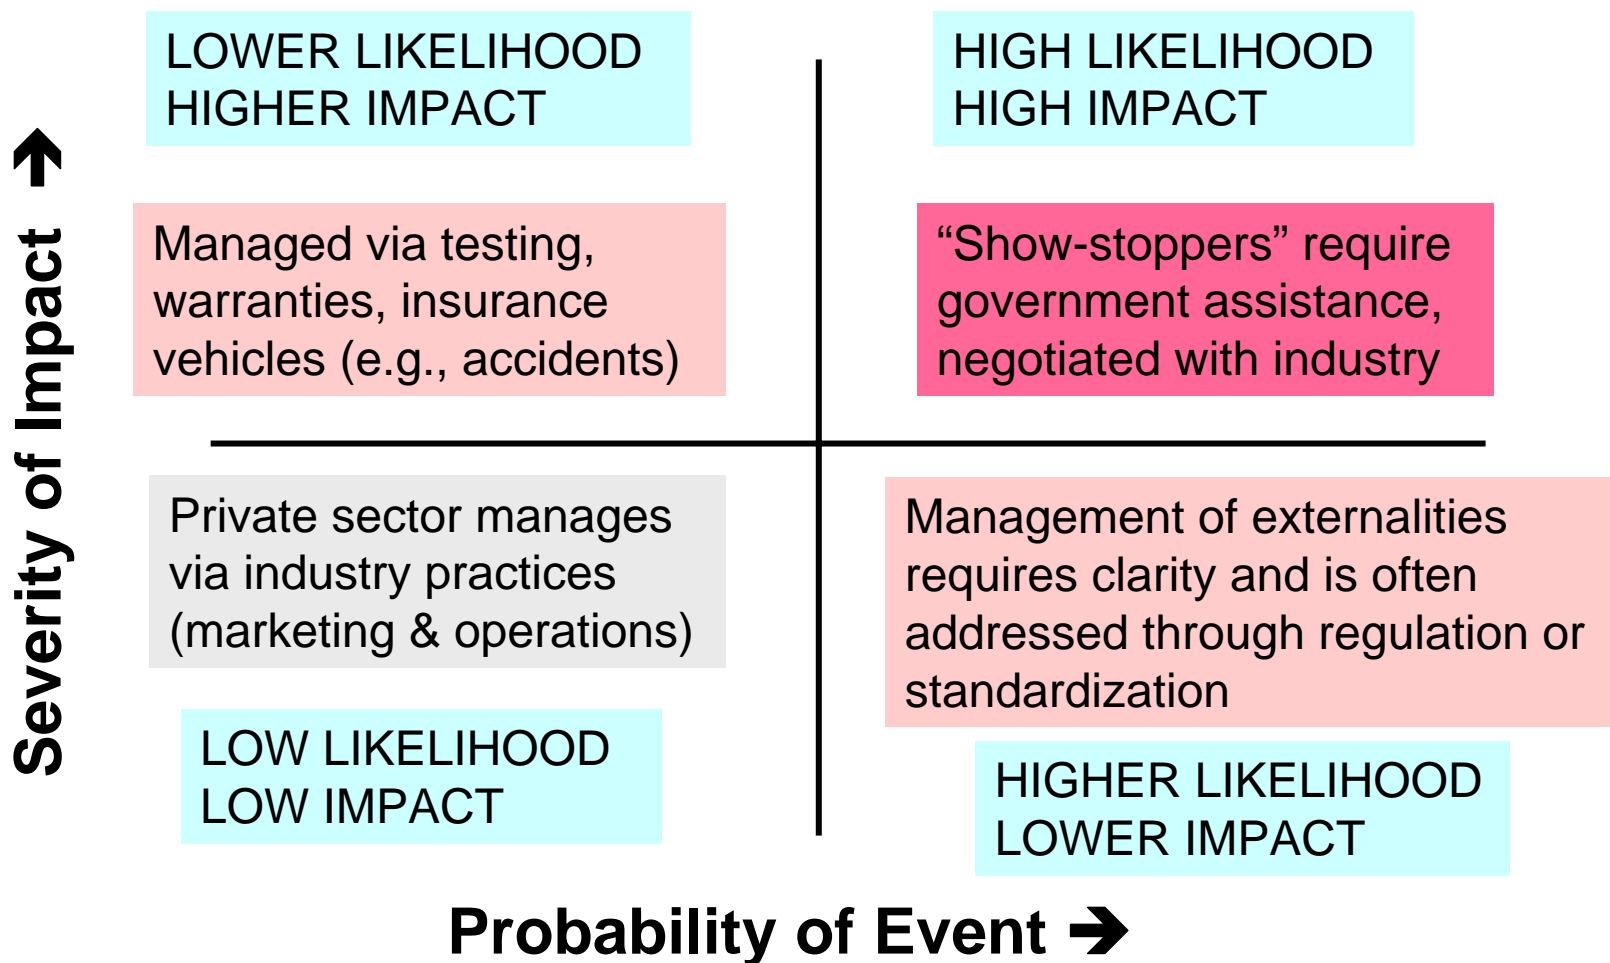 LOWER LIKELIHOOD
HIGHER IMPACT
HIGH LIKELIHOOD
HIGH IMPACT
Severity of Impact ➔
Managed via testing,
warranties, insurance
vehicles (e.g., accidents)
“Show-stoppers” require
government assistance,
negotiated with industry
Private sector manages
via industry practices
(marketing & operations)
Management of externalities
requires clarity and is often
addressed through regulation or
standardization
LOW LIKELIHOOD
LOW IMPACT
HIGHER LIKELIHOOD
LOWER IMPACT
Probability of Event ➔